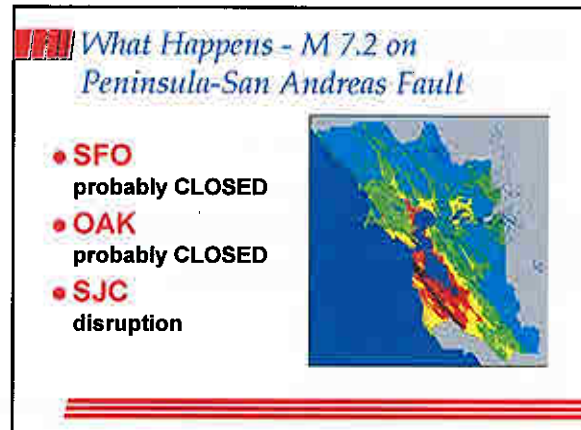 What Happens - M 7.2 on
Peninsula-San Andreas Fault
• SFO
probably CLOSED
• OAK
probably CLOSED
• SJC
disruption